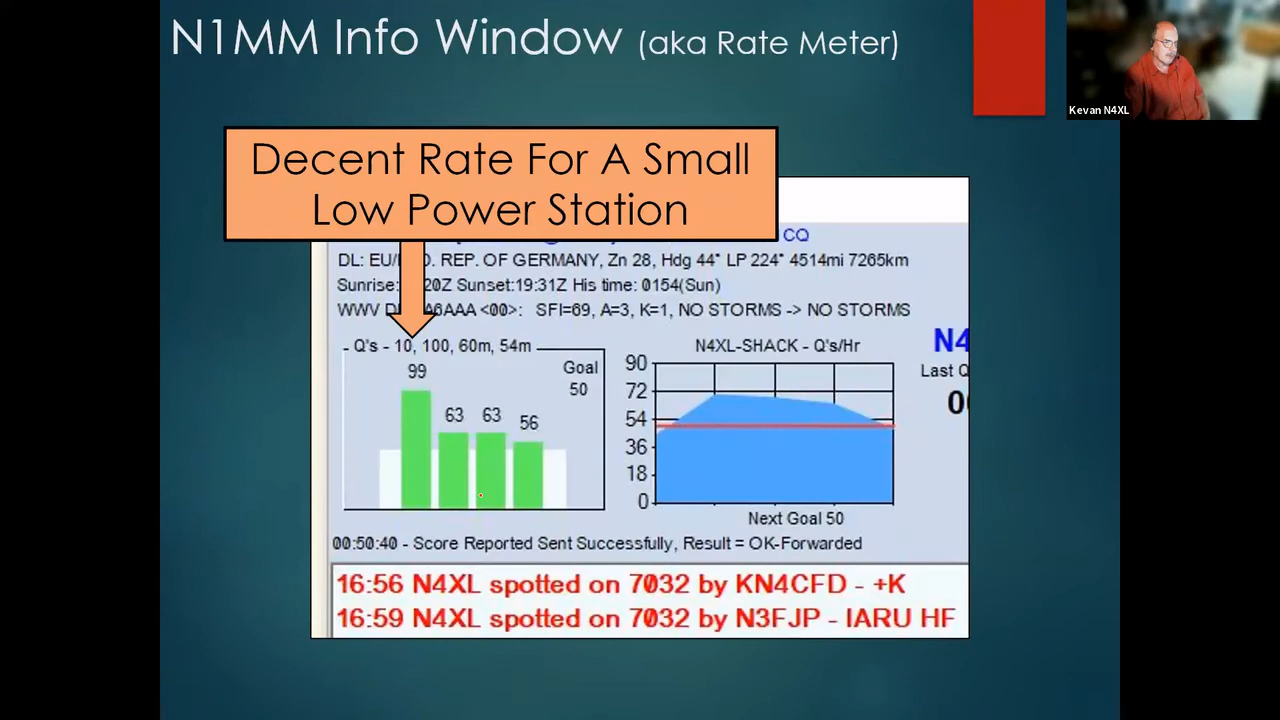 N1MM Info Window (aka Rate Meter)
Kevan N4XL
Decent Rate For A Small
Low Power Station
CQ
DL: EU/ REP. OF GERMANY, Zn 28, Hdg 44° LP 224° 4514mi 7265km
Sunrise: 20Z Sunset:19:31Z His time: 0154(Sun)
WWV A6AAA <00>: SFI=69, A=3, K=1, NO STORMS -> NO STORMS
Q's - 10, 100, 60m, 54m
Goal
50
99
63
63
56
N4XL-SHACK - Q's/Hr
90
72
54
36
18
0
Next Goal 50
N4
Last Q
00:50:40 - Score Reported Sent Successfully, Result = OK-Forwarded
16:56 N4XL spotted on 7032 by KN4CFD - +K
16:59 N4XL spotted on 7032 by N3FJP - IARU HF